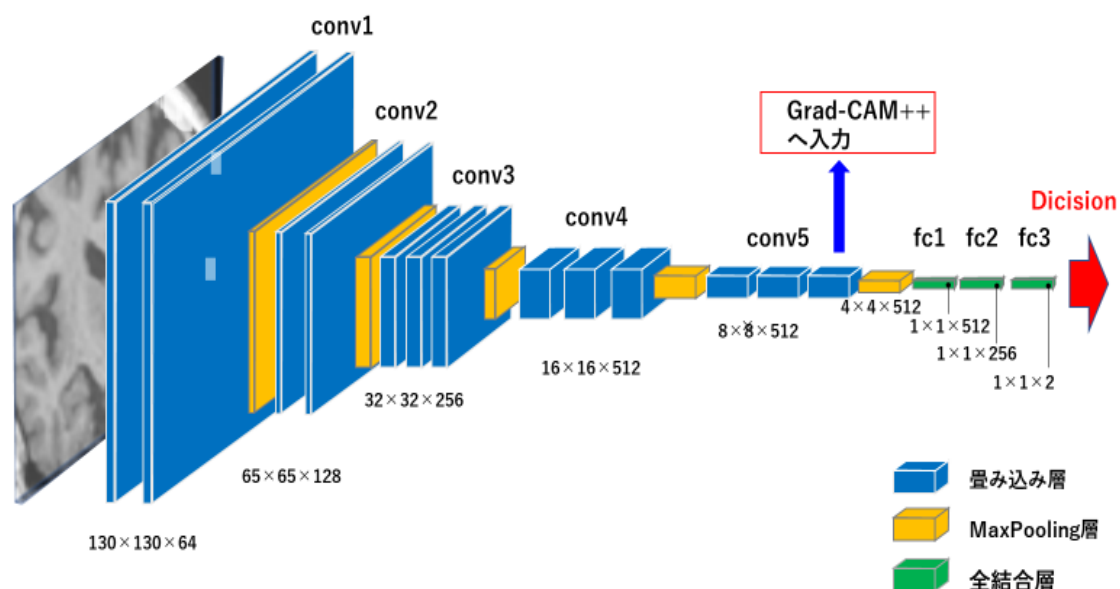 conv1
conv2
conv3
conv4
conv5
Grad-CAM++
へ入力
Dicision
fc1
fc2
fc3
130×130×64
65×65×128
32×32×256
16×16×512
8×8×512
4×4×512
1×1×512
1×1×256
1×1×2
畳み込み層
MaxPooling層
全結合層